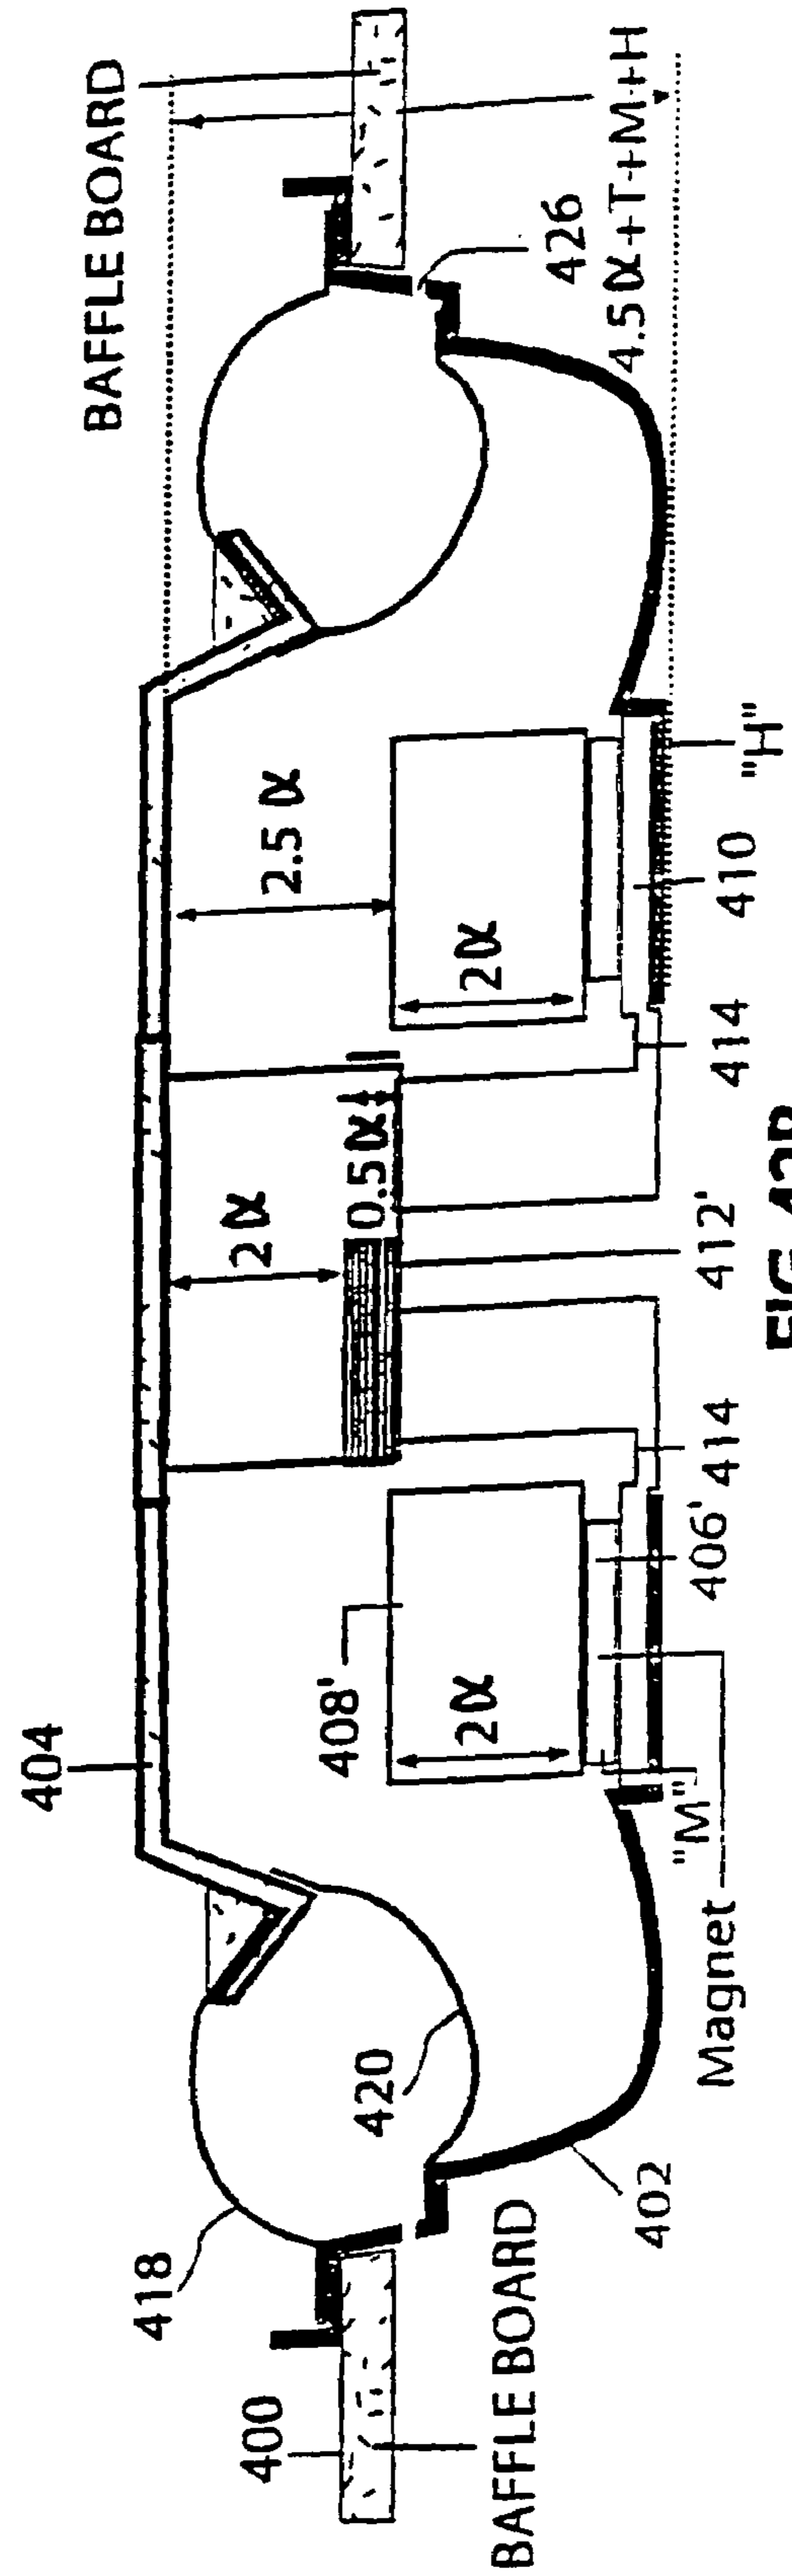 BAFFLE BOARD
404
418
400
408'
420
2α
2α
0.5α
2.5α
2α
426
4.5α+T+M+H
BAFFLE BOARD
402
Magnet
"M"
406'
414
412'
414
410
"H"